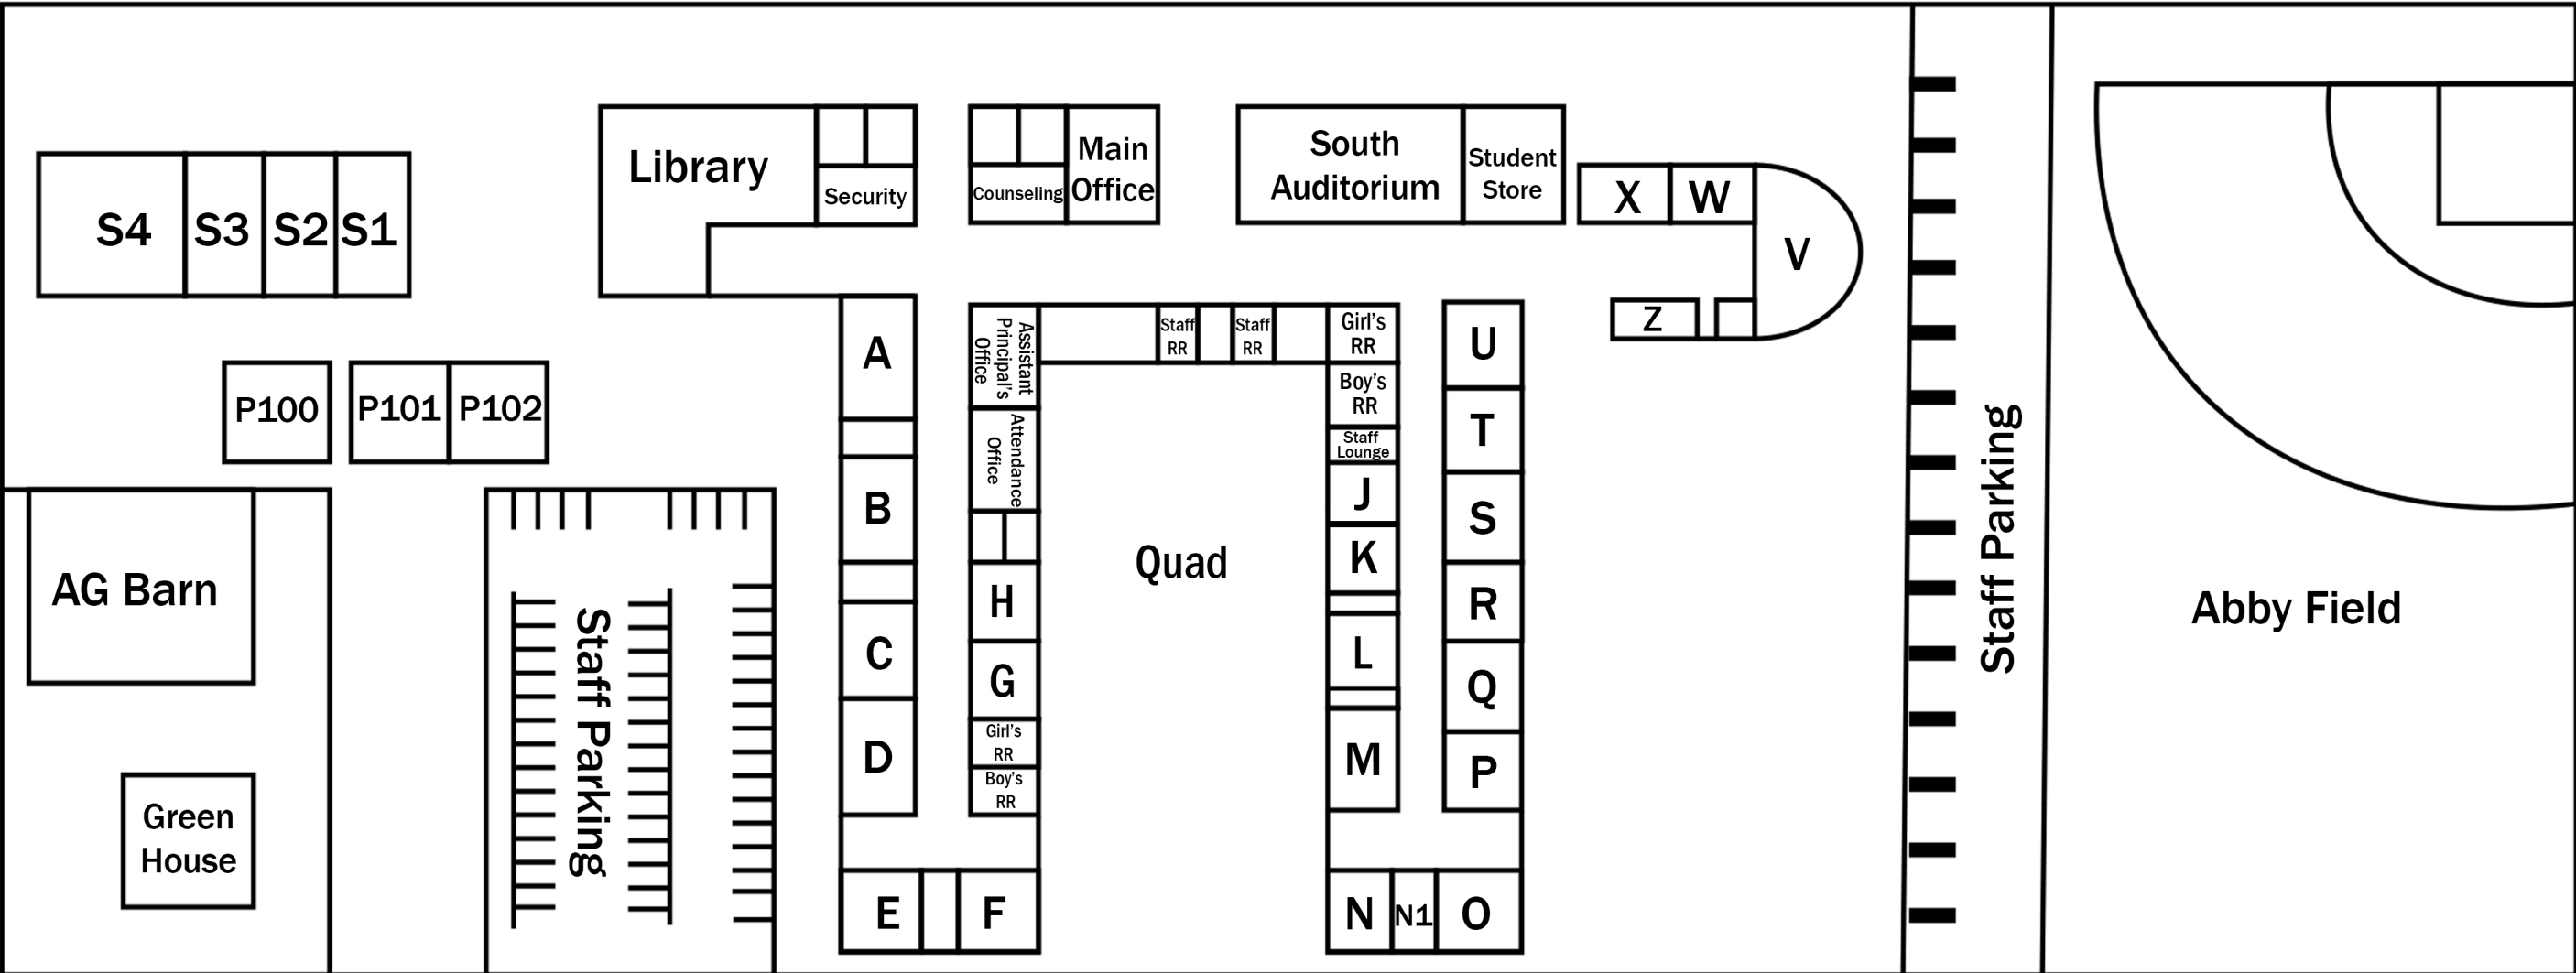 S4
S3
S2
S1
Library
Security
Counseling
Main
Office
South
Auditorium
Student
Store
X
W
V
Z
P100
P101
P102
AG Barn
Green
House
Staff Parking
A
B
C
D
E
F
Assistant
Principal's
Office
Attendance
Office
H
G
Girl's
RR
Boy's
RR
Staff
RR
Staff
RR
Quad
Girl's
RR
Boy's
RR
Staff
Lounge
J
K
L
M
N
N1
O
U
T
S
R
Q
P
Staff Parking
Abby Field